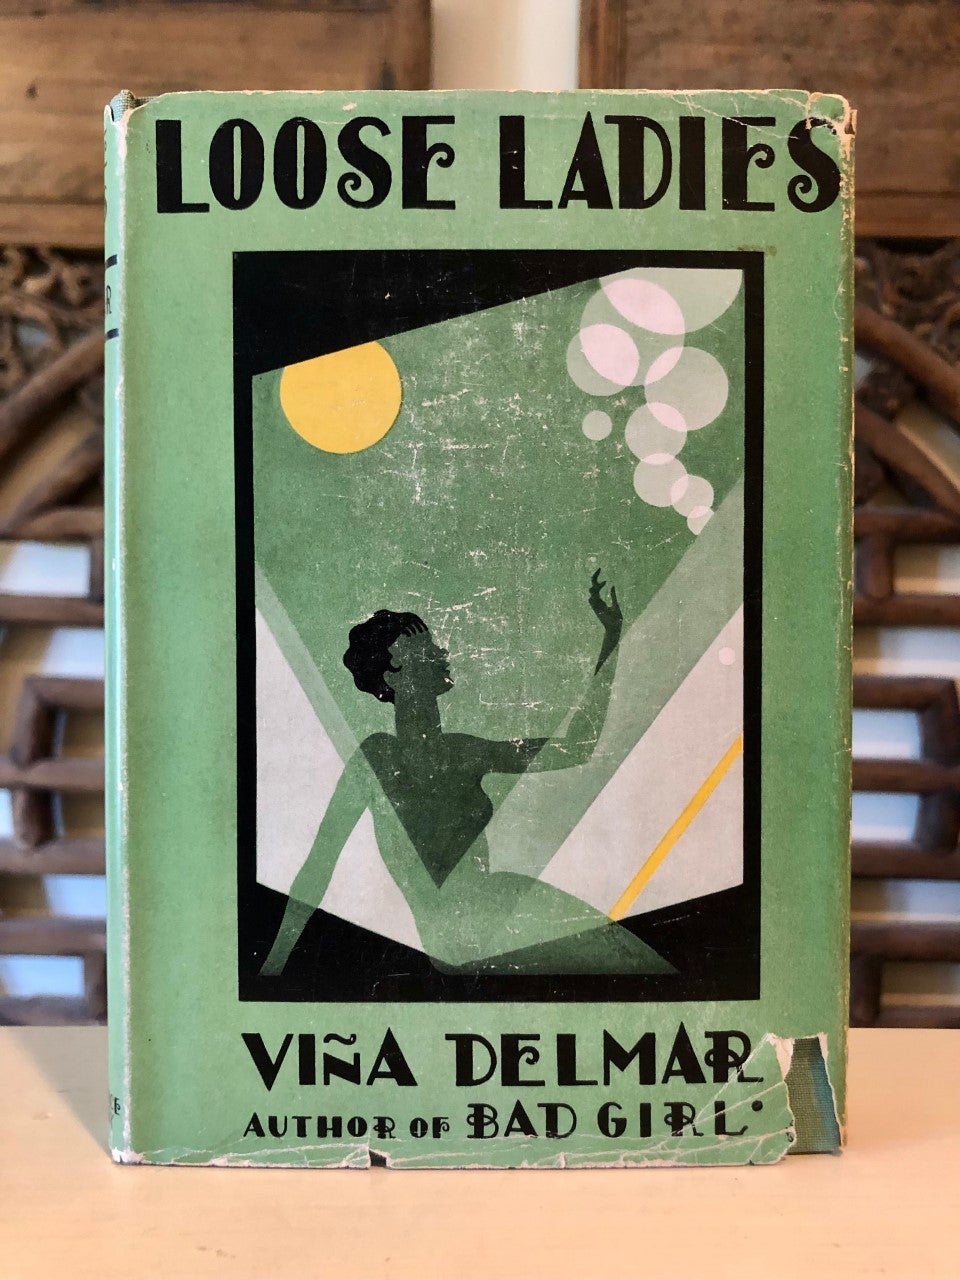 LOOSE LADIES
VIÑA DELMAR
AUTHOR OF BAD GIRL